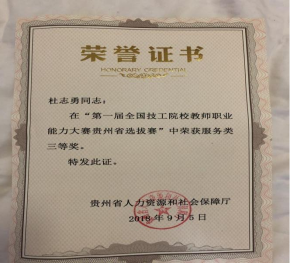 荣誉证书
HONORARY CREDENTIAL
杜志勇同志：
在“第一届全国技工院校教师职业
能力大赛贵州省选拔赛”中荣获服务类
三等奖。
特发此证。
贵州省人力资源和社会保障厅
2018年9月5日